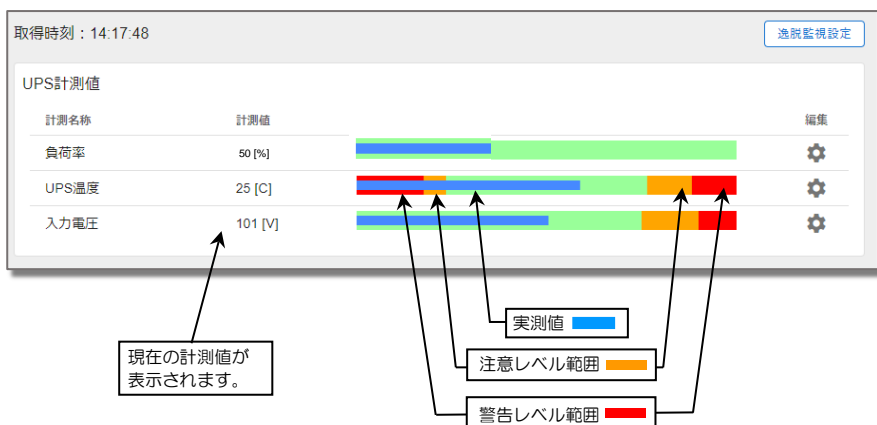 取得時刻：14:17:48
逸脱監視設定
UPS計測値
計測名称 計測値 編集
負荷率 50 [%]
UPS温度 25 [C]
入力電圧 101 [V]
実測値
現在の計測値が
表示されます。
注意レベル範囲
警告レベル範囲